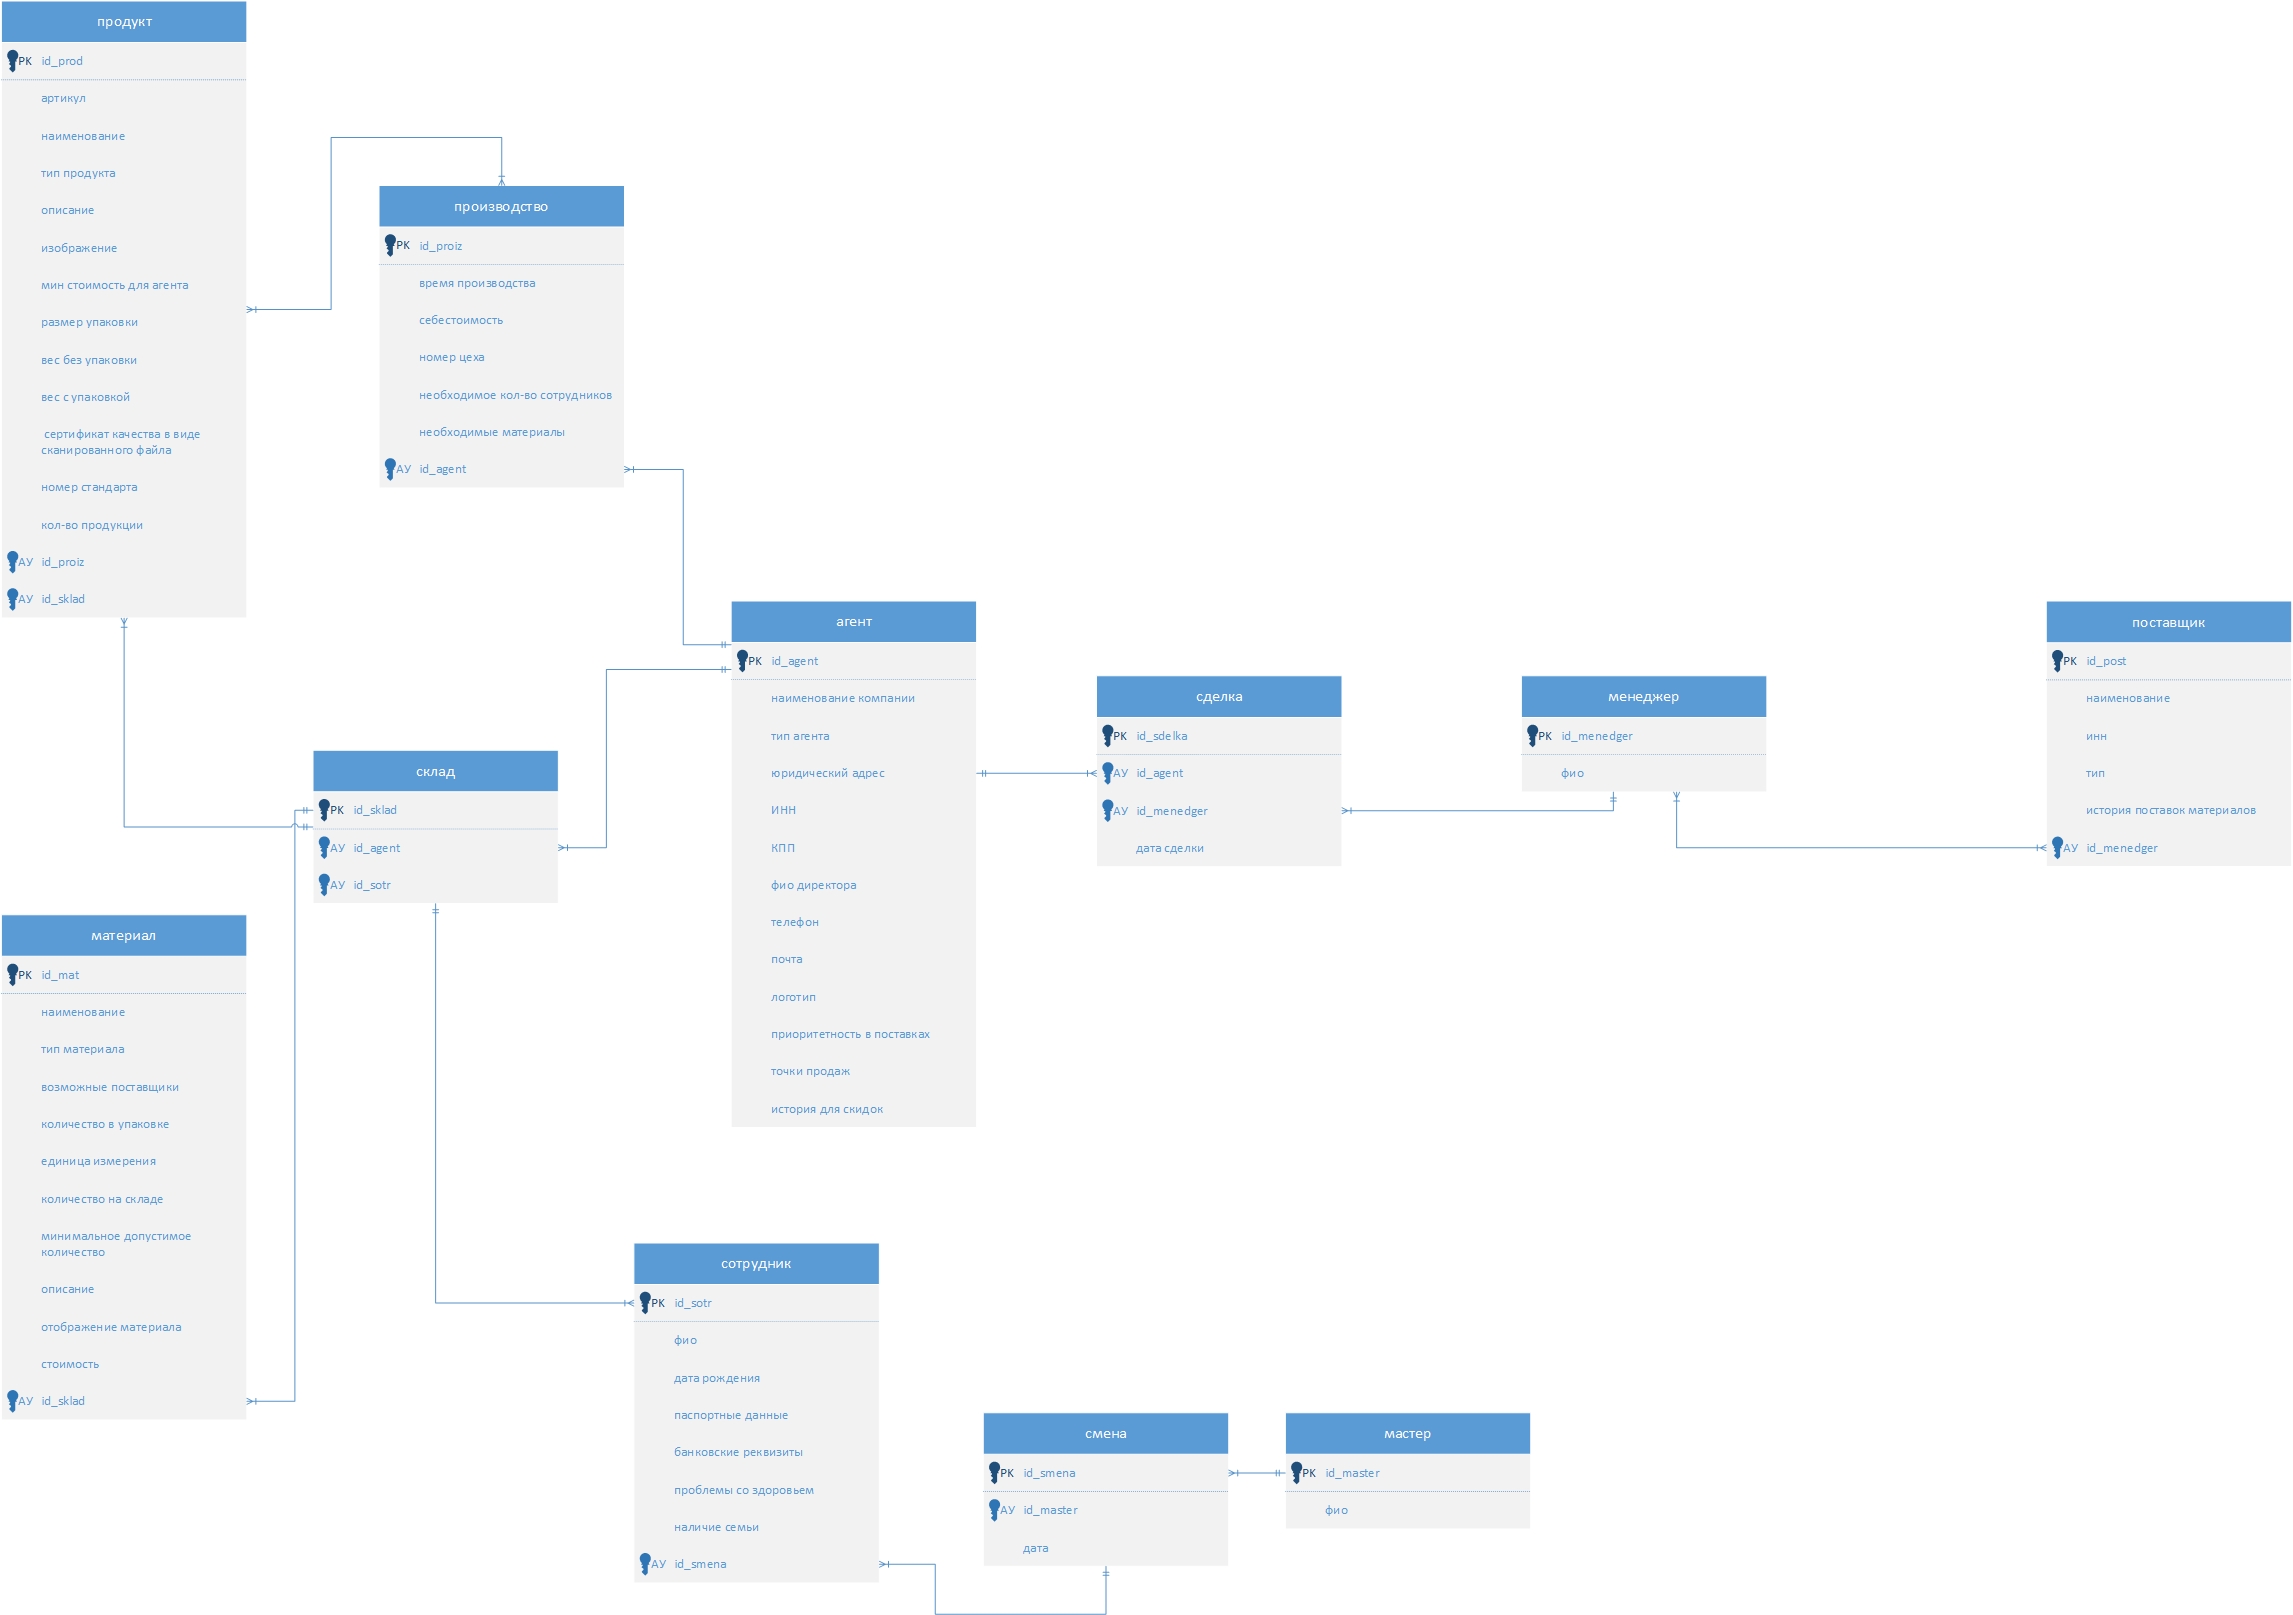 продукт
PK id_prod
артикул
наименование
тип продукта
описание
изображение
мин стоимость для агента
размер упаковки
вес без упаковки
вес с упаковкой
сертификат качества в виде
сканированного файла
номер стандарта
кол-во продукции
АУ id_proiz
АУ id_sklad
производство
PK id_proiz
время производства
себестоимость
номер цеха
необходимое кол-во сотрудников
необходимые материалы
АУ id_agent
агент
PK id_agent
наименование компании
тип агента
юридический адрес
ИНН
КПП
фио директора
телефон
почта
логотип
приоритетность в поставках
точки продаж
история для скидок
сделка
PK id_sdelka
АУ id_agent
АУ id_menedger
дата сделки
менеджер
PK id_menedger
фио
поставщик
PK id_post
наименование
инн
тип
история поставок материалов
АУ id_menedger
склад
PK id_sklad
АУ id_agent
АУ id_sotr
материал
PK id_mat
наименование
тип материала
возможные поставщики
количество в упаковке
единица измерения
количество на складе
минимальное допустимое
количество
описание
отображение материала
стоимость
АУ id_sklad
сотрудник
PK id_sotr
фио
дата рождения
паспортные данные
банковские реквизиты
проблемы со здоровьем
наличие семьи
АУ id_smena
смена
PK id_smena
АУ id_master
дата
мастер
PK id_master
фио